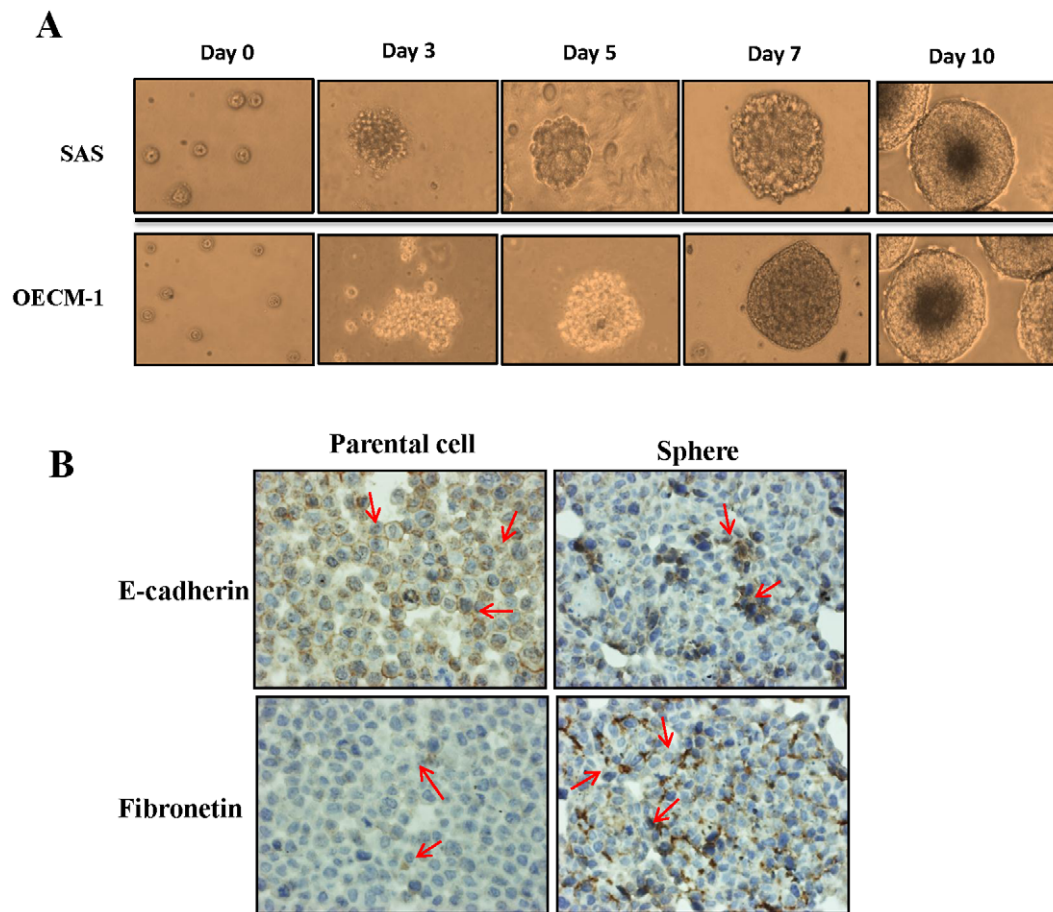 A
Day 0 Day 3 Day 5 Day 7 Day 10
SAS
OECM-1
B
Parental cell Sphere
E-cadherin
Fibronetin